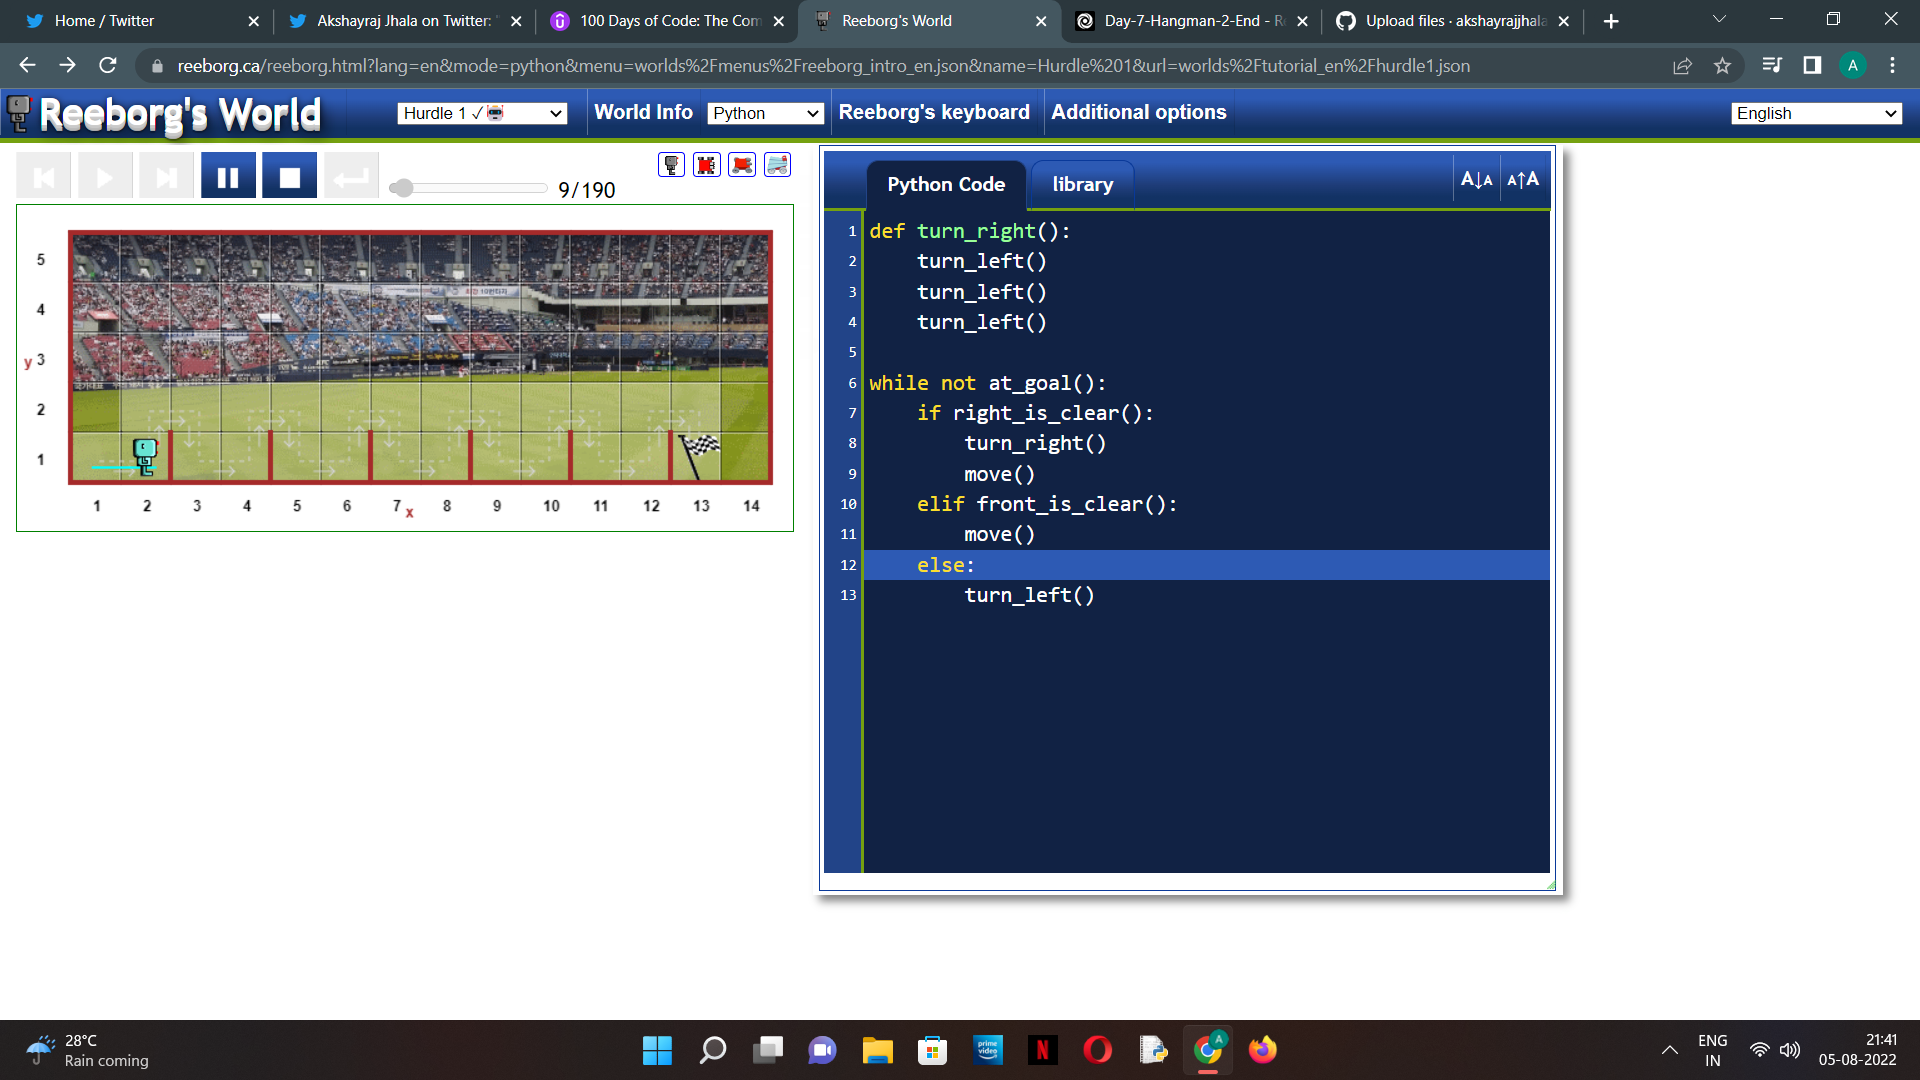 Home / Twitter
Akshayraj Jhala on Twitter: "
100 Days of Code: The Com
Reeborg's World
Day-7-Hangman-2-End - Re
Upload files · akshayrajjhala
reeborg.ca/reeborg.html?lang=en&mode=python&menu=worlds%2Fmenus%2Freeborg_intro_en.json&name=Hurdle%201&url=worlds%2Ftutorial_en%2Fhurdle1.json
A
Reeborg's World
Hurdle 1 ✓
World Info
Python
Reeborg's keyboard
Additional options
English
9/190
5
4
y 3
2
1
1 2 3 4 5 6 7 x 8 9 10 11 12 13 14
Python Code
library
A↓A
A↑A
1 def turn_right():
2     turn_left()
3     turn_left()
4     turn_left()
5
6 while not at_goal():
7     if right_is_clear():
8         turn_right()
9         move()
10     elif front_is_clear():
11         move()
12     else:
13         turn_left()
28°C
Rain coming
prime video
N
A
ENG
IN
21:41
05-08-2022